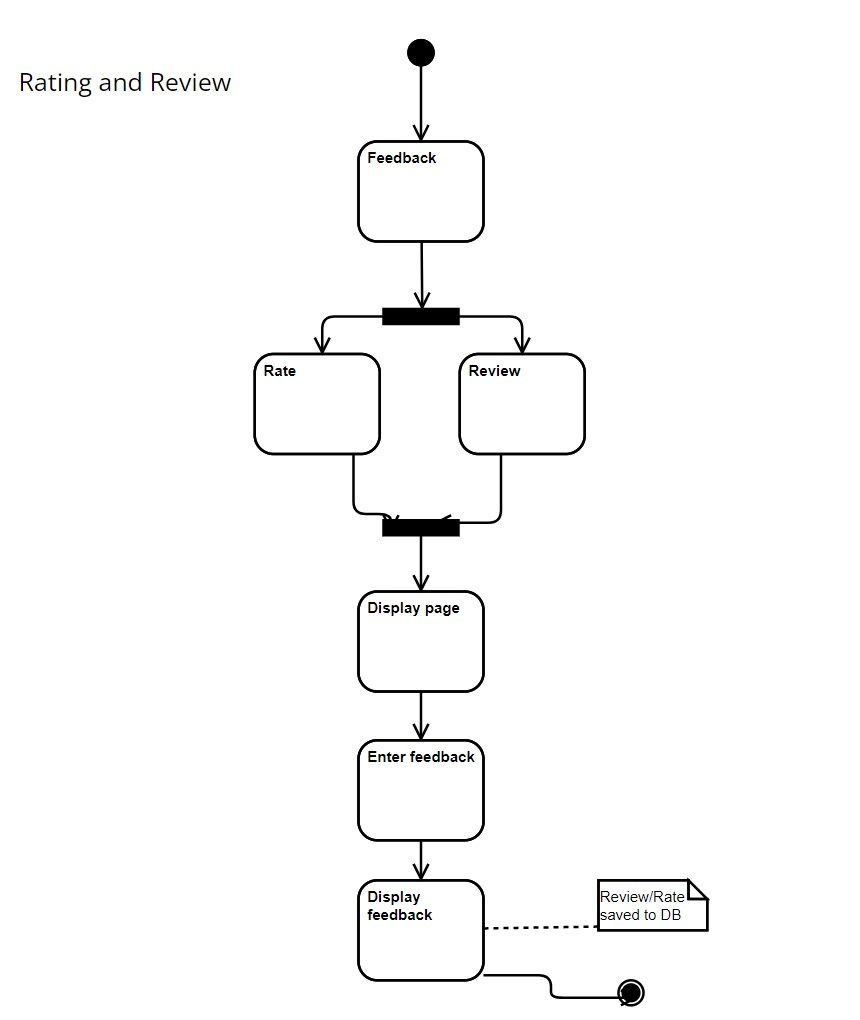 Rating and Review
Feedback
Rate
Review
Display page
Enter feedback
Display
feedback
Review/Rate
saved to DB